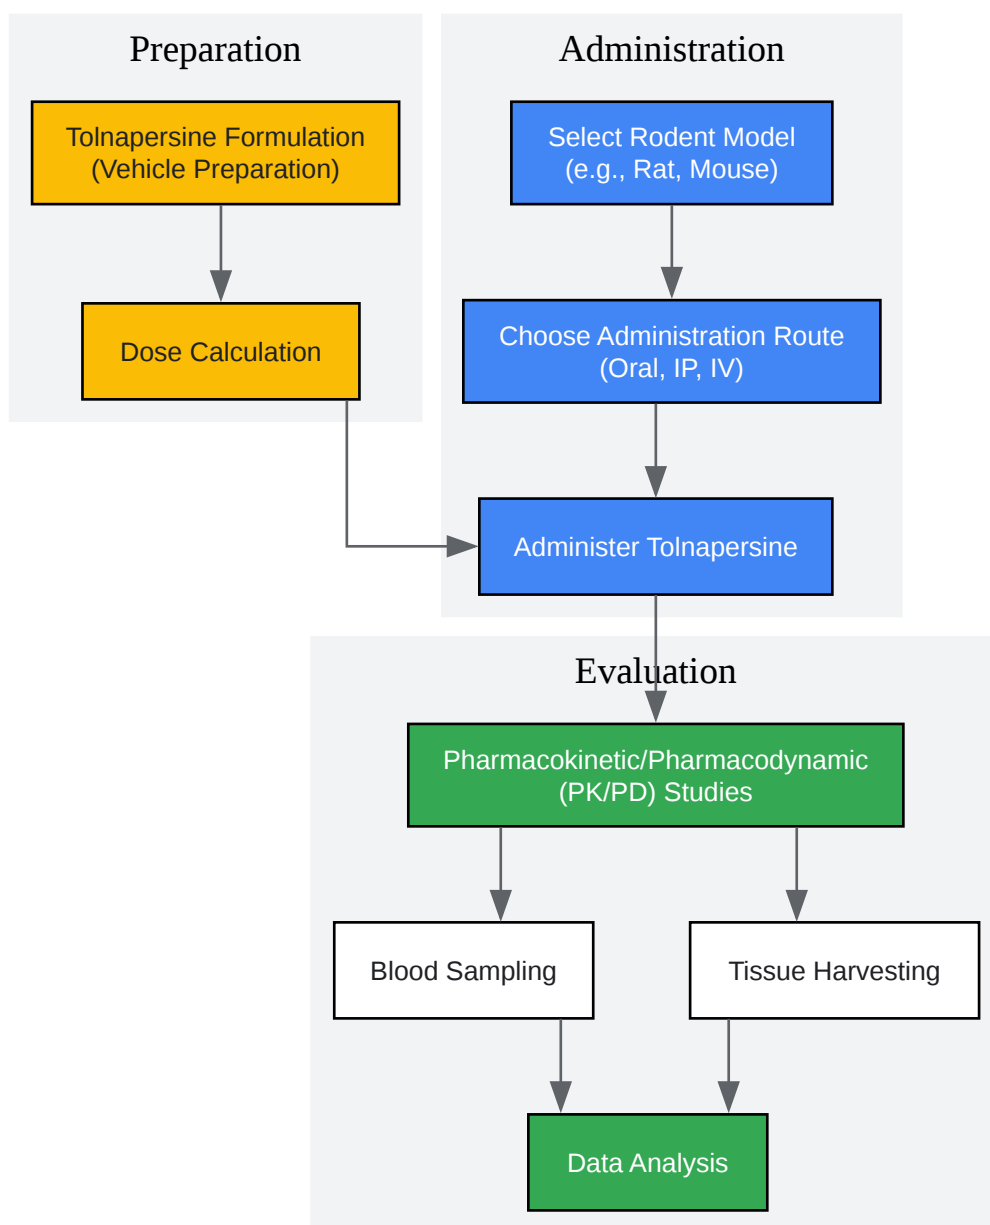 Preparation
Tolnapersine Formulation
(Vehicle Preparation)
Dose Calculation
Administration
Select Rodent Model
(e.g., Rat, Mouse)
Choose Administration Route
(Oral, IP, IV)
Administer Tolnapersine
Evaluation
Pharmacokinetic/Pharmacodynamic
(PK/PD) Studies
Blood Sampling
Tissue Harvesting
Data Analysis